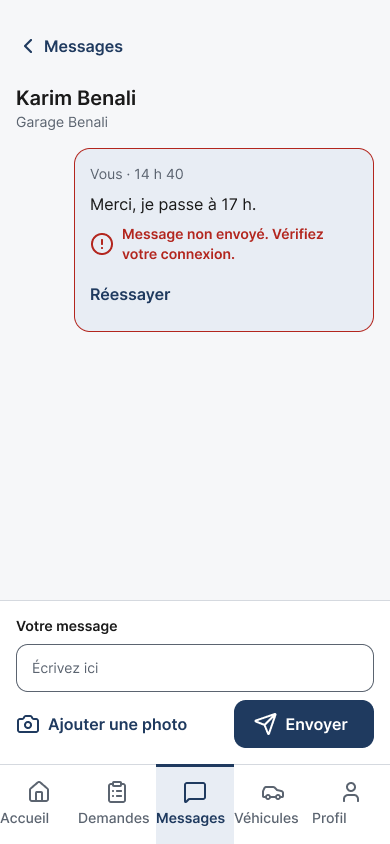 Messages
Karim Benali
Garage Benali
Vous · 14 h 40
Merci, je passe à 17 h.
Message non envoyé. Vérifiez
votre connexion.
Réessayer
Votre message
Écrivez ici
Ajouter une photo
Envoyer
Accueil
Demandes
Messages
Véhicules
Profil